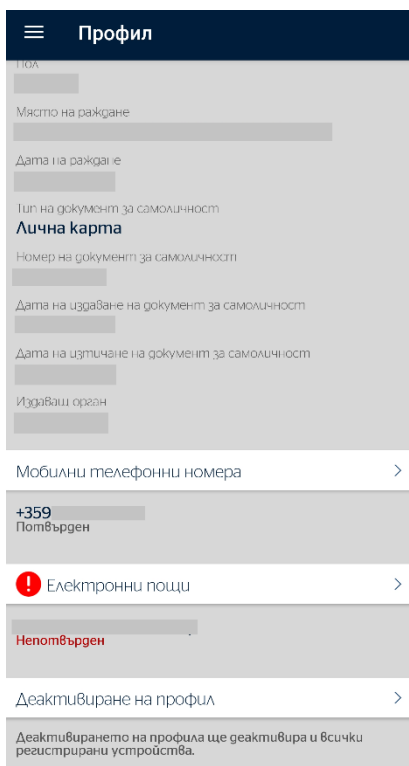 Профил
Пол
Място на раждане
Дата на раждане
Тип на документ за самоличност
Лична карта
Номер на документ за самоличност
Дата на издаване на документ за самоличност
Дата на изтичане на документ за самоличност
Издаващ орган
Мобилни телефонни номера
+359
Потвърден
Електронни пощи
Непотвърден
Деактивиране на профил
Деактивирането на профила ще деактивира и всички
регистрирани устройства.